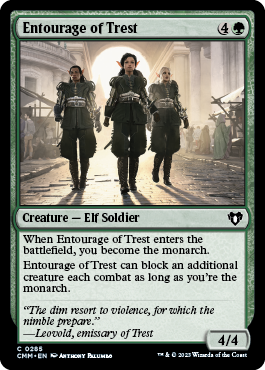 Entourage of Trest 4
Creature — Elf Soldier
When Entourage of Trest enters the
battlefield, you become the monarch.
Entourage of Trest can block an additional
creature each combat as long as you're the
monarch.
"The dim resort to violence, for which the
nimble prepare."
—Leovold, emissary of Trest
4/4
C 0285
CMM • EN Anthony Palumbo
™ & © 2023 Wizards of the Coast